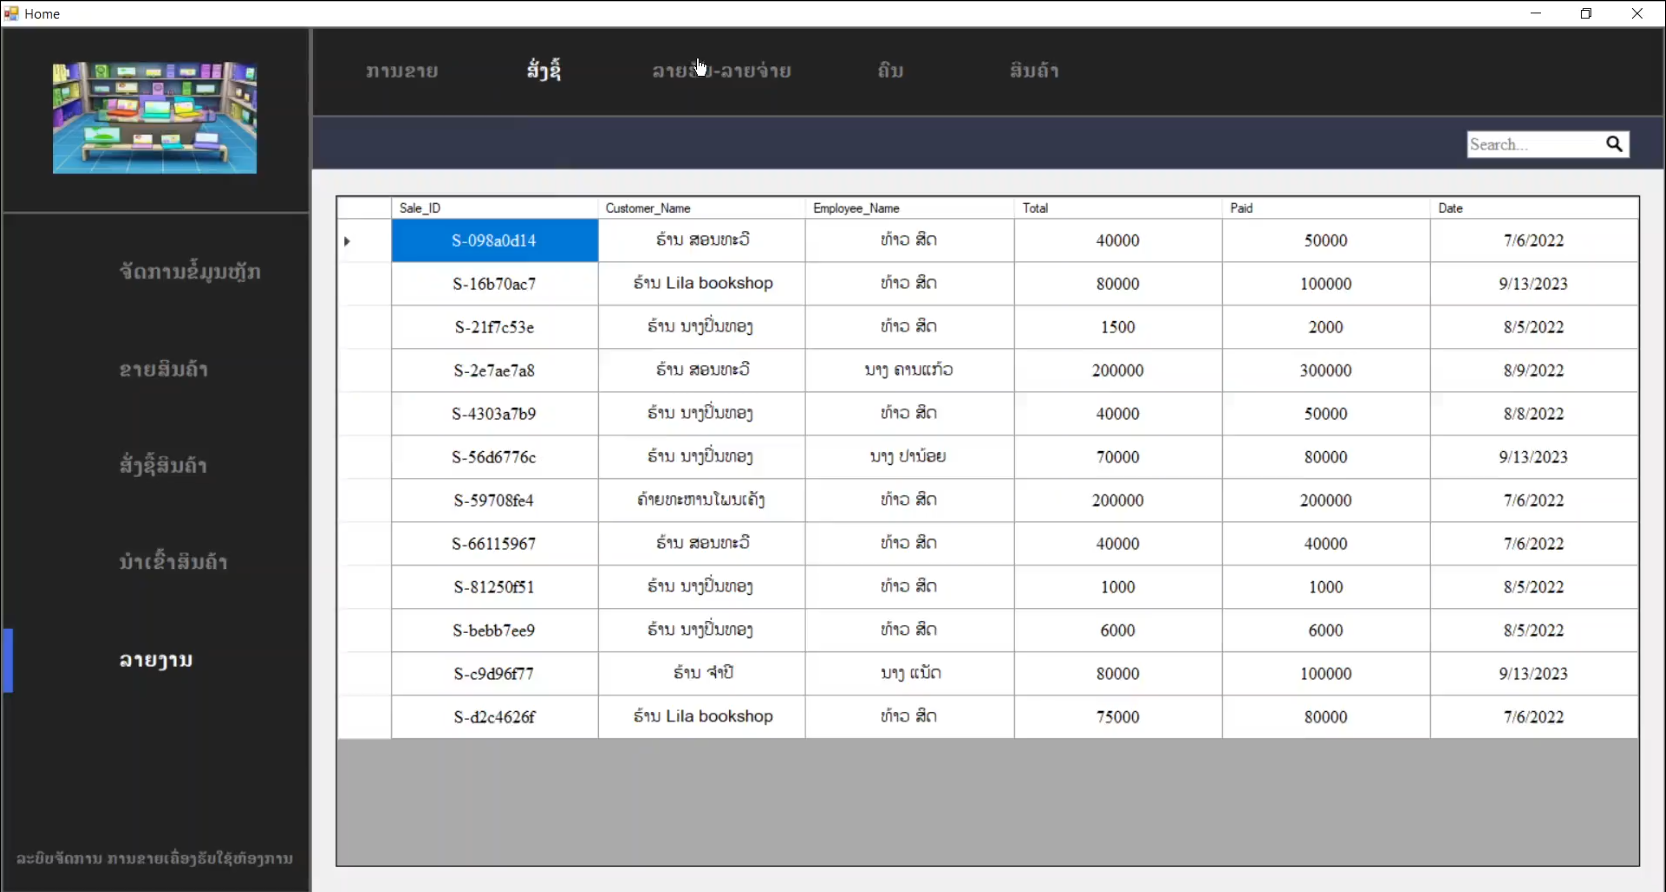 Home
ການຂາຍ ສັ່ງຊື້ ລາຍຮັບ-ລາຍຈ່າຍ ຄົນ ສິນຄ້າ
Search...
ຈັດການຂໍ້ມູນຫຼັກ
ຂາຍສິນຄ້າ
ສັ່ງຊື້ສິນຄ້າ
ນຳເຂົ້າສິນຄ້າ
ລາຍງານ
ລະບົບຈັດການ ການຂາຍເຄື່ອງຮັບໃຊ້ຫ້ອງການ
Sale_ID Customer_Name Employee_Name Total Paid Date
S-098a0d14 ຮ້ານ ສອນທະວີ ທ້າວ ສິດ 40000 50000 7/6/2022
S-16b70ac7 ຮ້ານ Lila bookshop ທ້າວ ສິດ 80000 100000 9/13/2023
S-21f7c53e ຮ້ານ ນາງປິ່ນທອງ ທ້າວ ສິດ 1500 2000 8/5/2022
S-2e7ae7a8 ຮ້ານ ສອນທະວີ ນາງ ຄານແກ້ວ 200000 300000 8/9/2022
S-4303a7b9 ຮ້ານ ນາງປິ່ນທອງ ທ້າວ ສິດ 40000 50000 8/8/2022
S-56d6776c ຮ້ານ ນາງປິ່ນທອງ ນາງ ປານ້ອຍ 70000 80000 9/13/2023
S-59708fe4 ຄ້າຍທະຫານໂພນເຄັງ ທ້າວ ສິດ 200000 200000 7/6/2022
S-66115967 ຮ້ານ ສອນທະວີ ທ້າວ ສິດ 40000 40000 7/6/2022
S-81250f51 ຮ້ານ ນາງປິ່ນທອງ ທ້າວ ສິດ 1000 1000 8/5/2022
S-bebb7ee9 ຮ້ານ ນາງປິ່ນທອງ ທ້າວ ສິດ 6000 6000 8/5/2022
S-c9d96f77 ຮ້ານ ຈຳປີ ນາງ ແນັດ 80000 100000 9/13/2023
S-d2c4626f ຮ້ານ Lila bookshop ທ້າວ ສິດ 75000 80000 7/6/2022